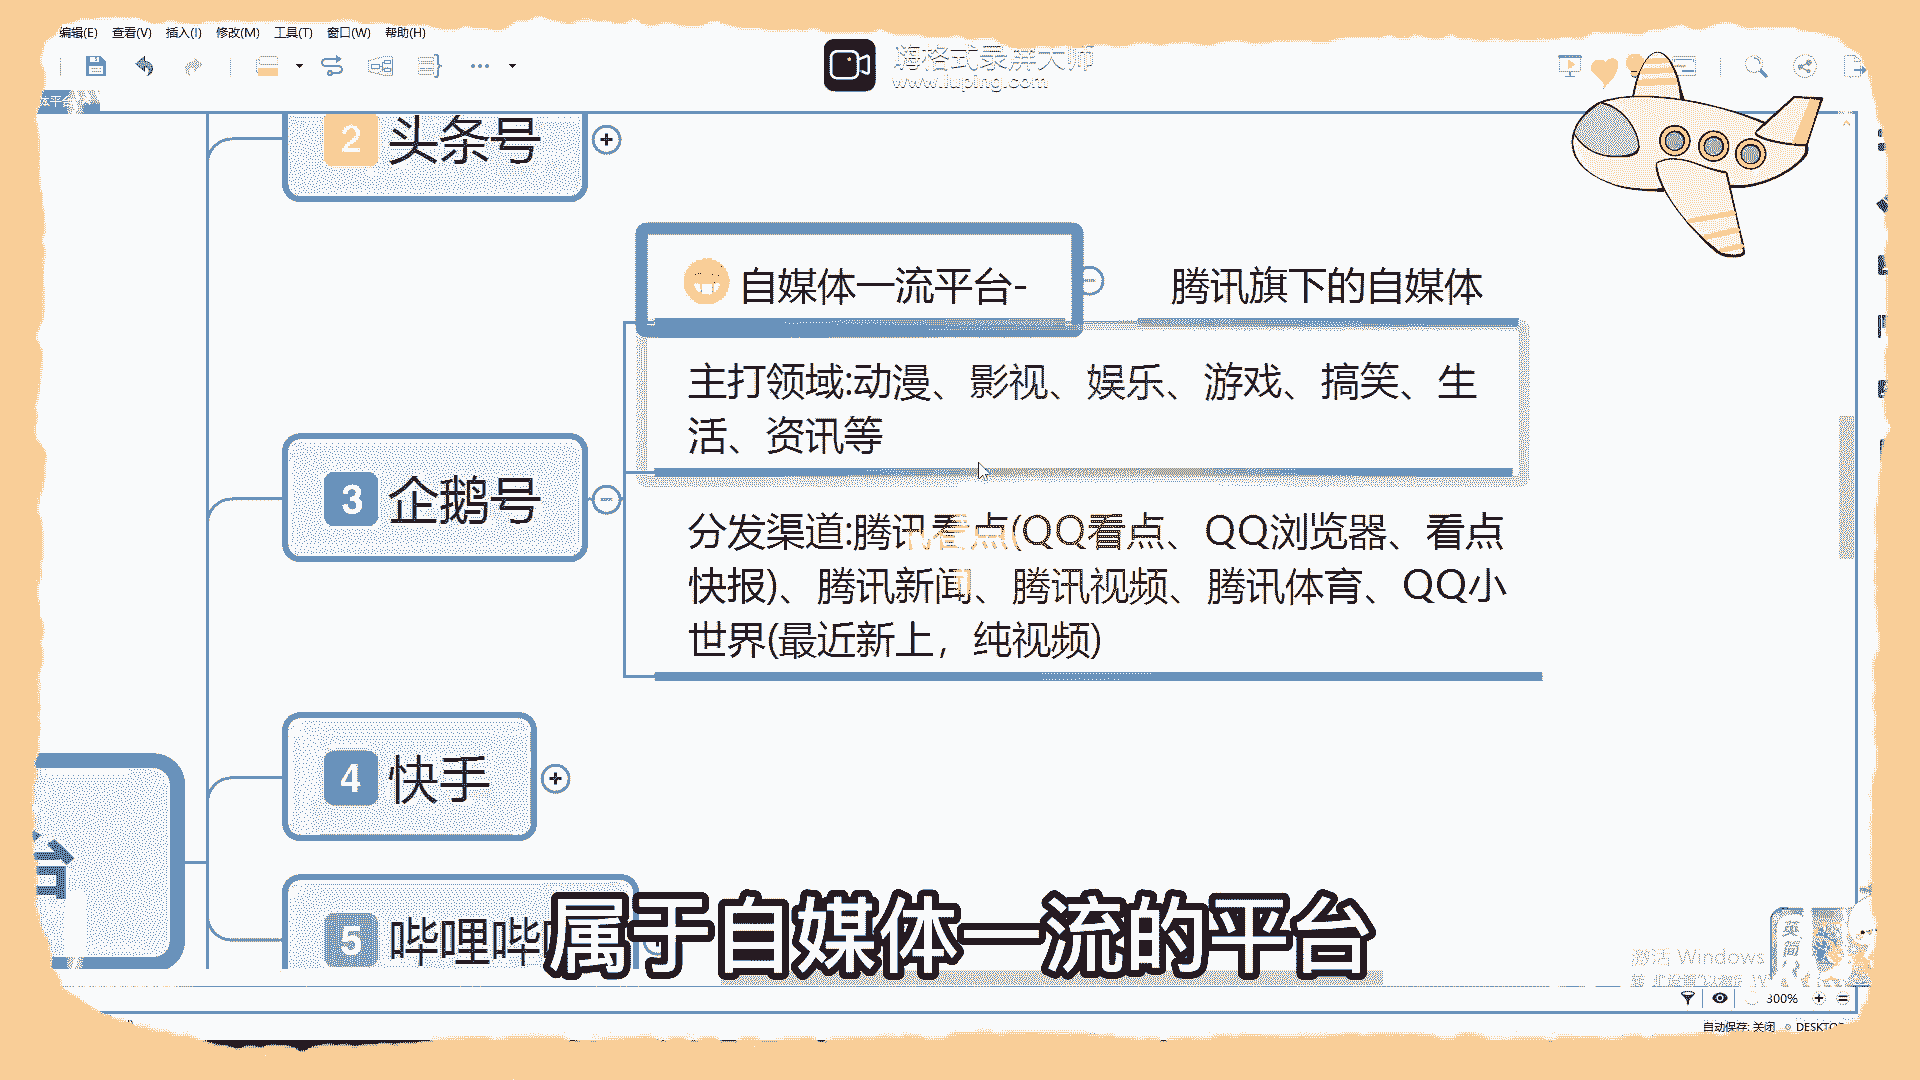 编辑(E) 查看(V) 插入(I) 修改(M) 工具(T) 窗口(W) 帮助(H)
嗨格式录屏大师
www.luping.com
体平台
2 头条号
自媒体一流平台-
腾讯旗下的自媒体
主打领域:动漫、影视、娱乐、游戏、搞笑、生
活、资讯等
3 企鹅号
分发渠道:腾讯看点(QQ看点、QQ浏览器、看点
快报)、腾讯新闻、腾讯视频、腾讯体育、QQ小
世界(最近新上，纯视频)
4 快手
台
5 哔哩哔
属于自媒体一流的平台
英
简
激活 Windows
300%
自动保存: 关闭 DESKTO